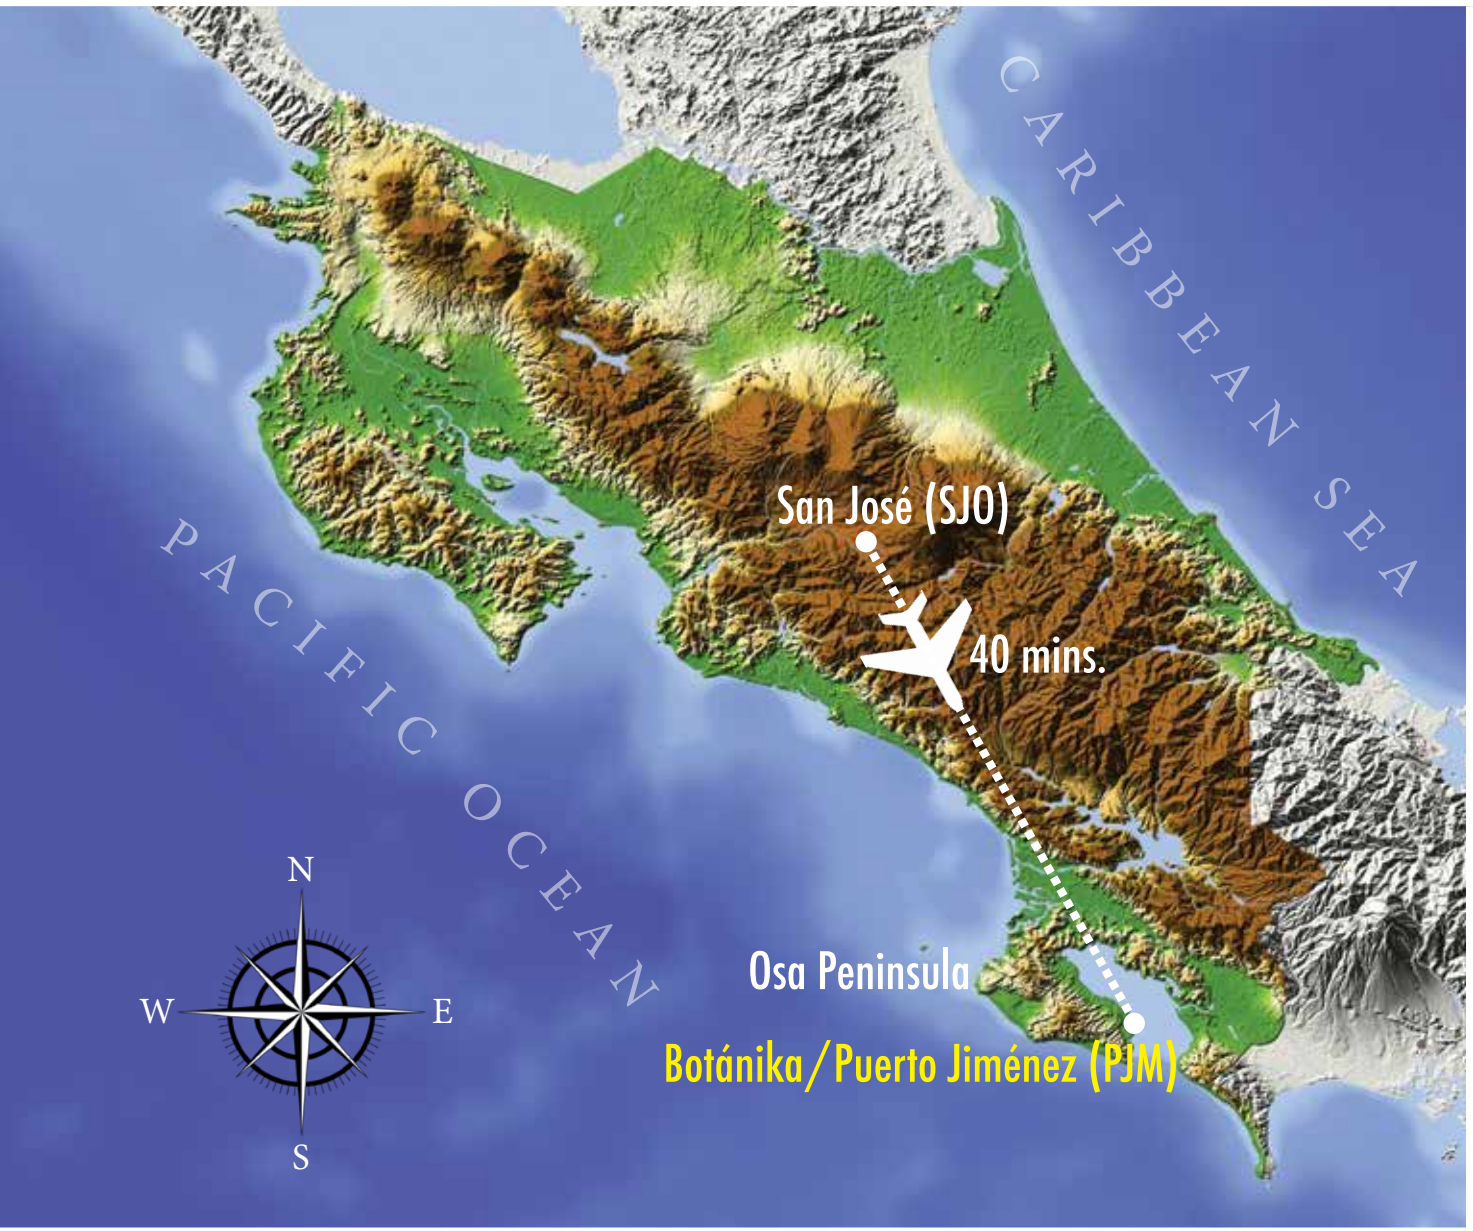 CARIBBEAN SEA
San José (SJO)
PACIFIC OCEAN
40 mins.
N
W
E
S
Osa Peninsula
Botánika/Puerto Jiménez (PJM)